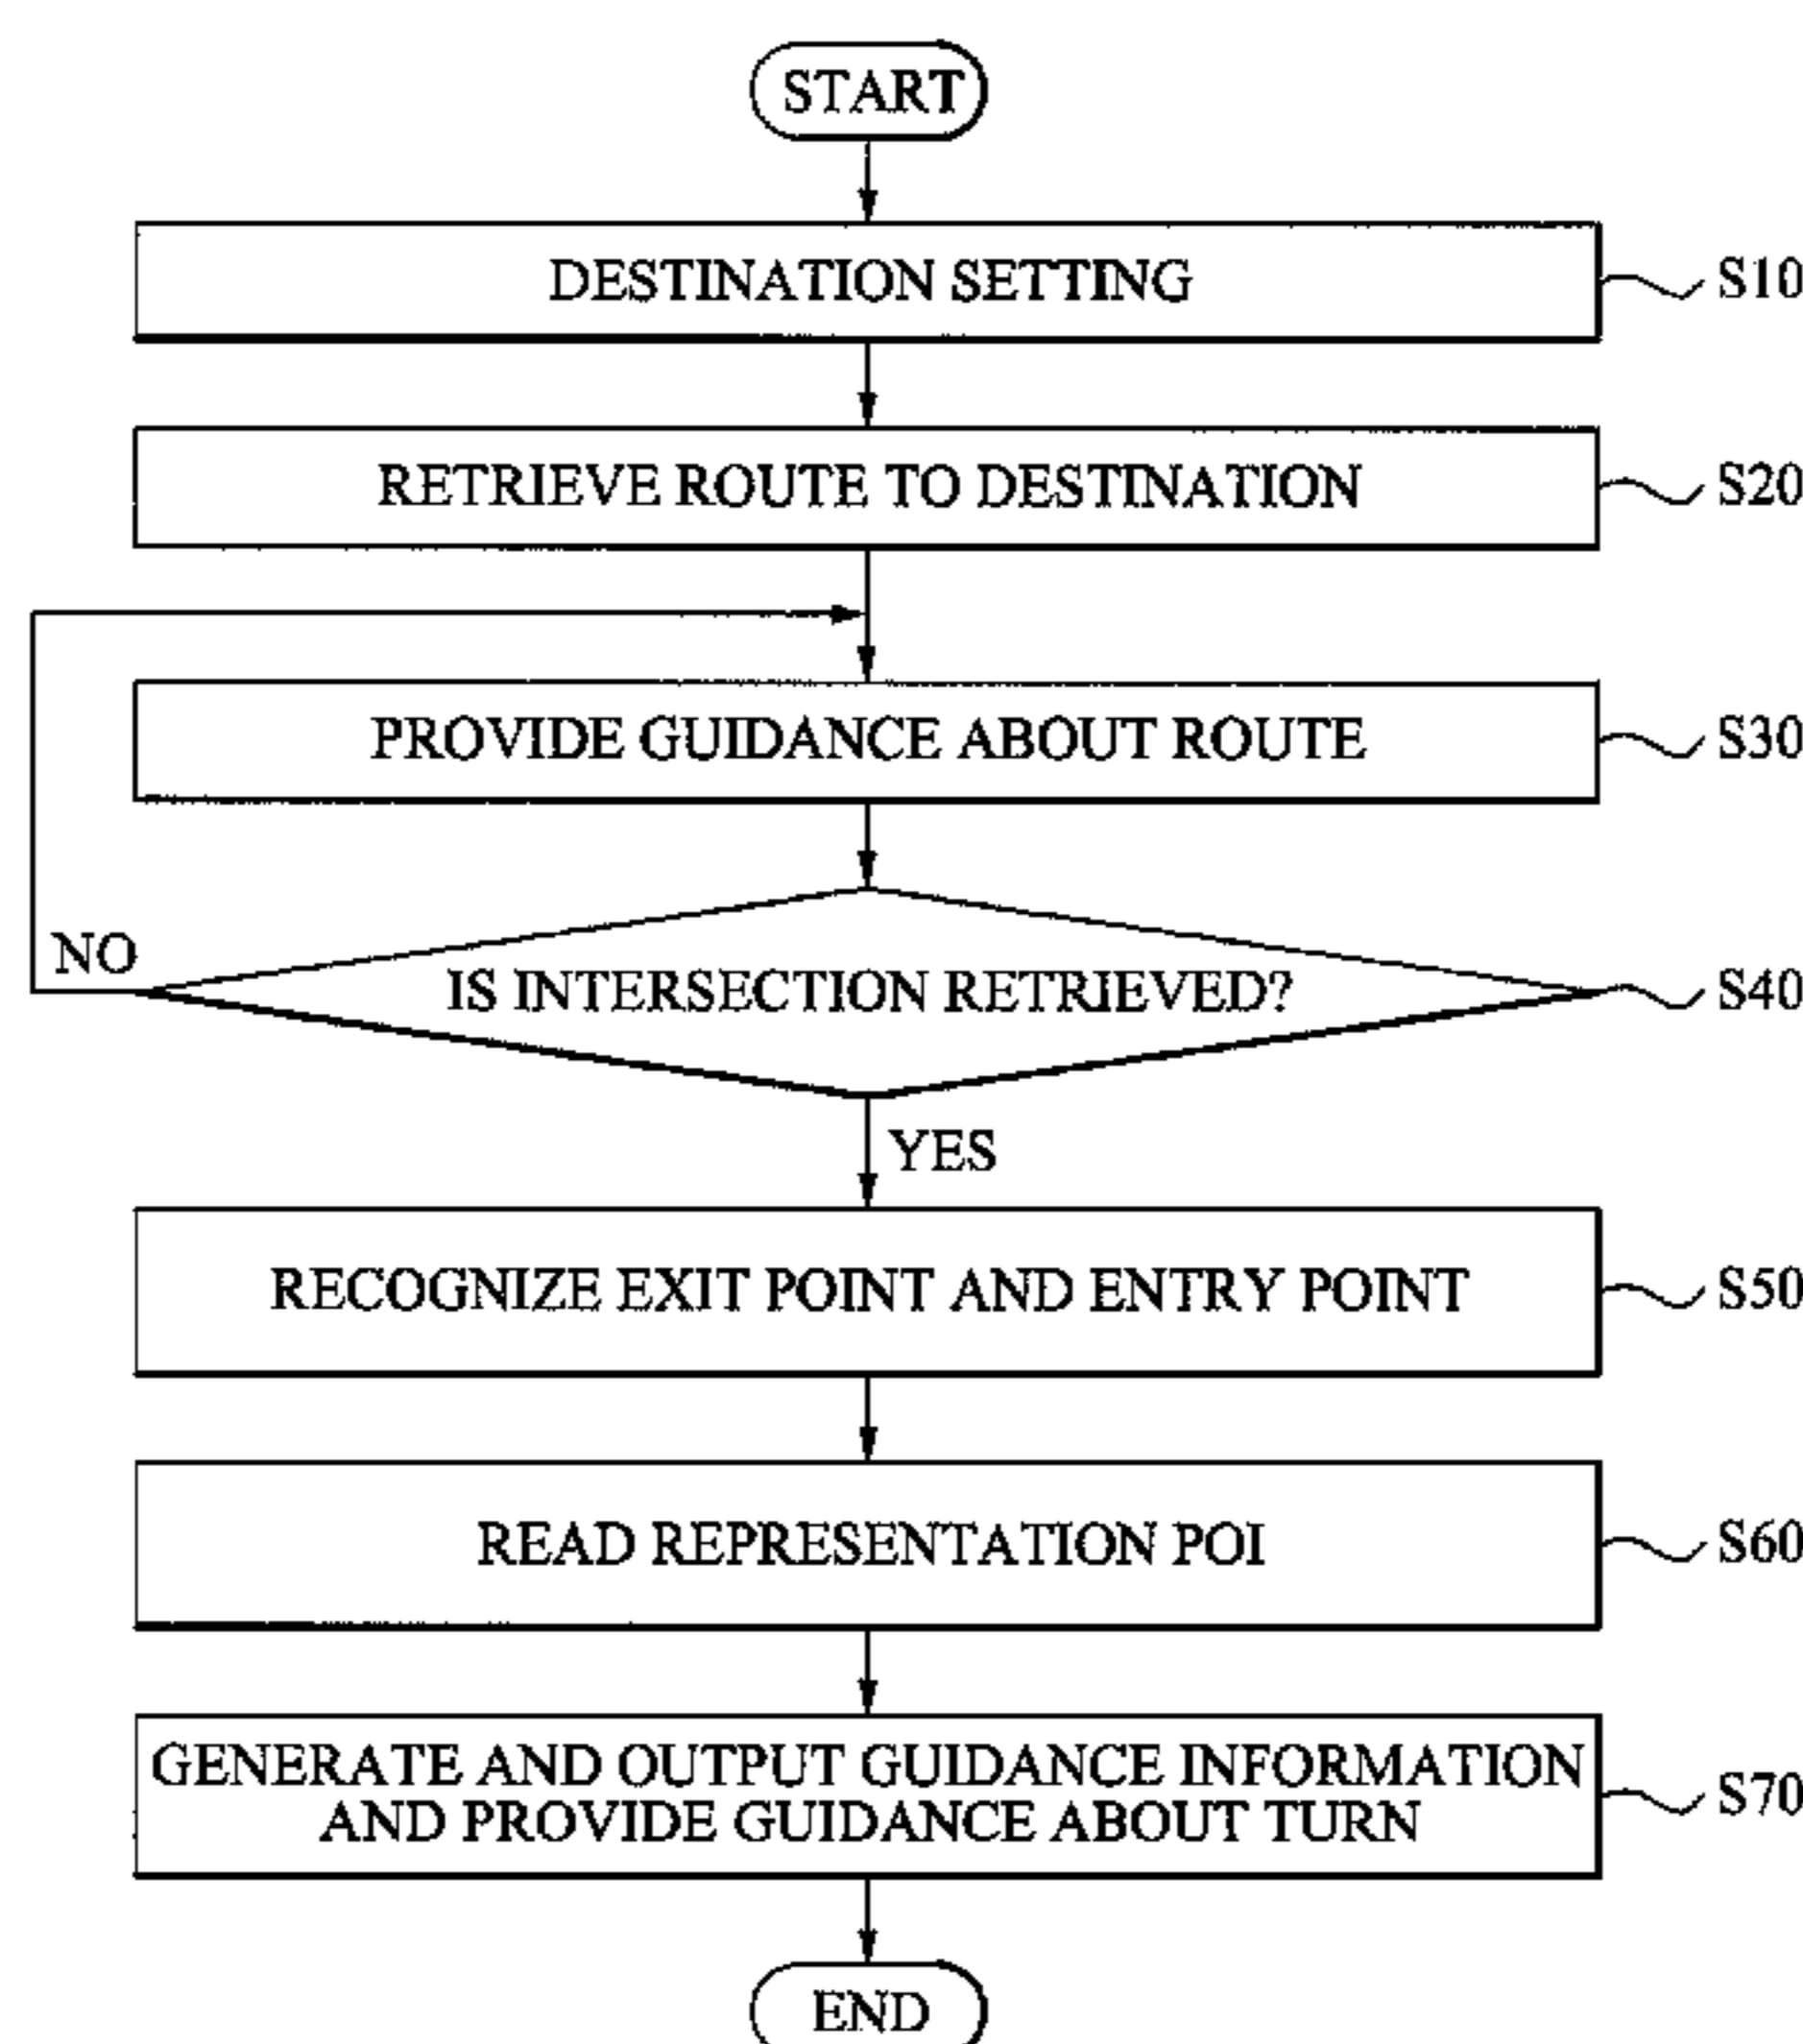 START
DESTINATION SETTING
S10
RETRIEVE ROUTE TO DESTINATION
S20
PROVIDE GUIDANCE ABOUT ROUTE
S30
NO
IS INTERSECTION RETRIEVED?
S40
YES
RECOGNIZE EXIT POINT AND ENTRY POINT
S50
READ REPRESENTATION POI
S60
GENERATE AND OUTPUT GUIDANCE INFORMATION
AND PROVIDE GUIDANCE ABOUT TURN
S70
END